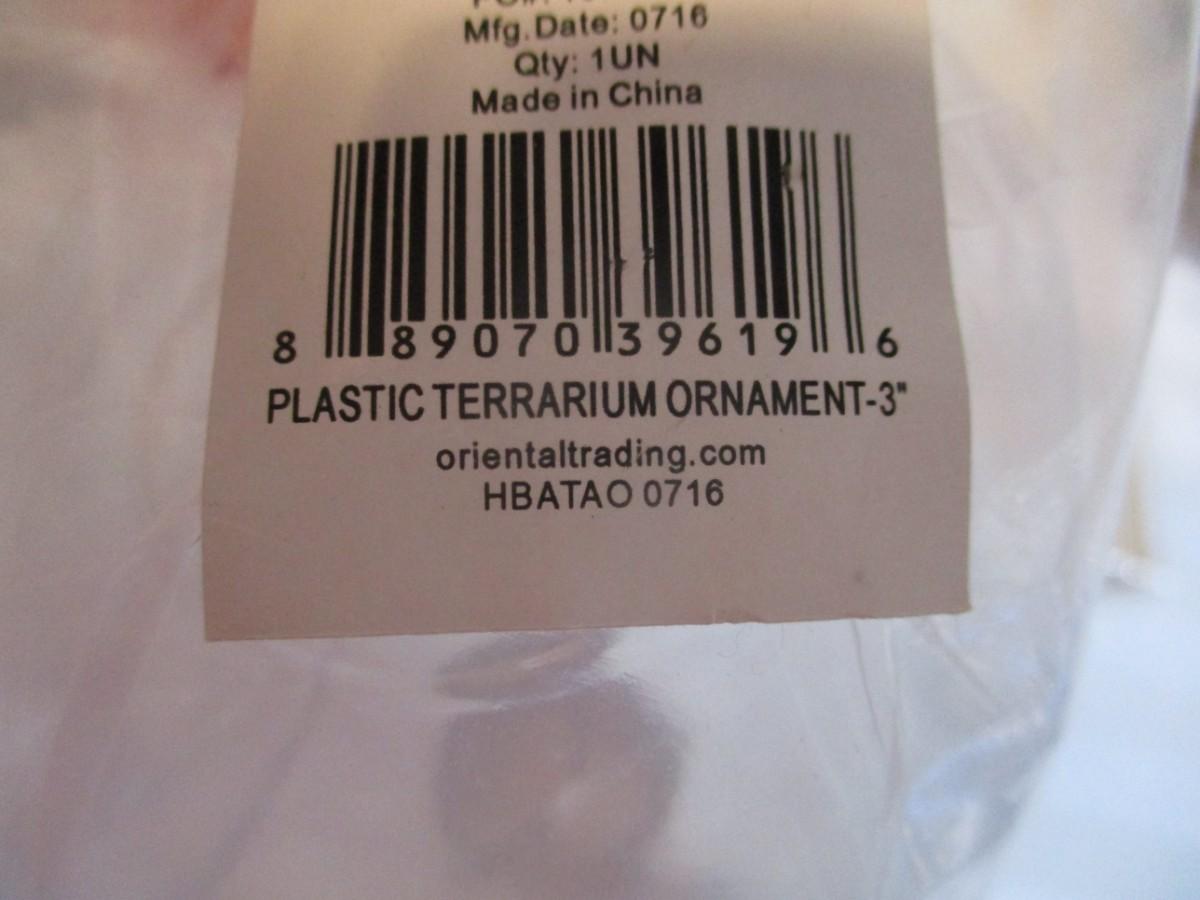 Mfg.Date: 0716
Qty: 1UN
Made in China
8 89070 39619 6
PLASTIC TERRARIUM ORNAMENT-3"
orientaltrading.com
HBATAO 0716